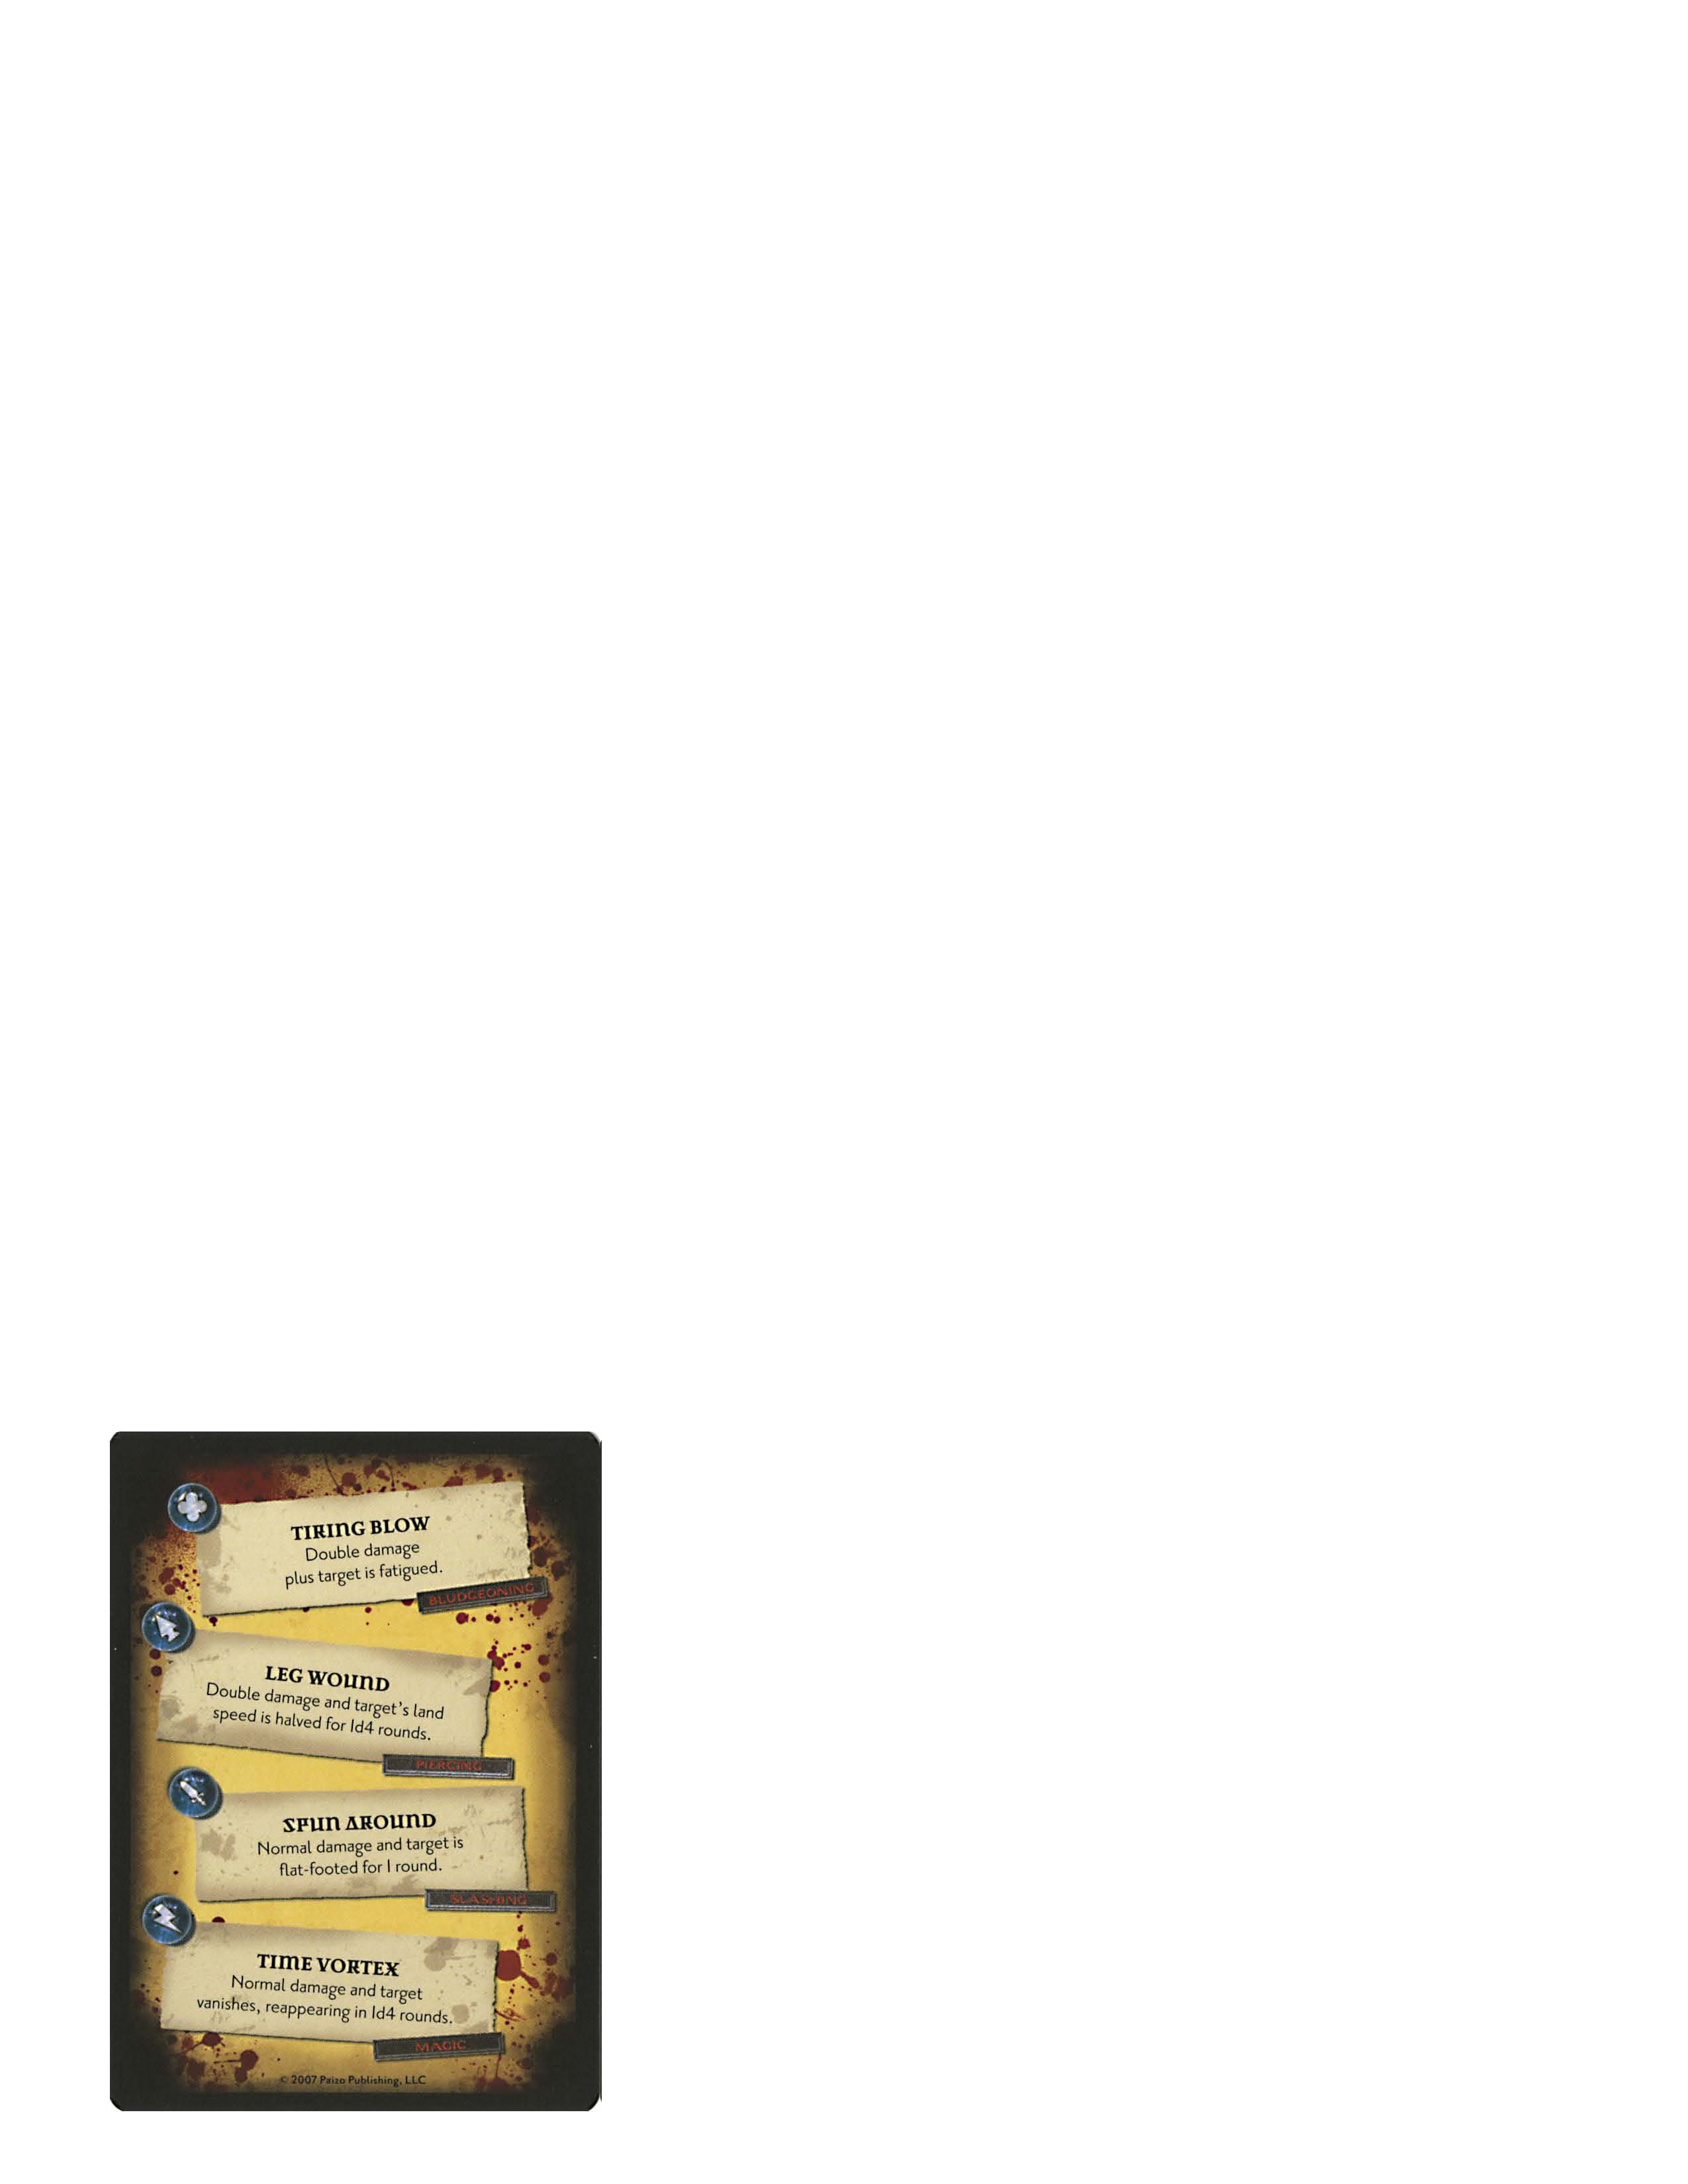 TIRING BLOW
Double damage
plus target is fatigued.
BLUDGEONING
LEG WOUND
Double damage and target's land
speed is halved for 1d4 rounds.
PIERCING
SPUN AROUND
Normal damage and target is
flat-footed for 1 round.
SLASHING
TIME VORTEX
Normal damage and target
vanishes, reappearing in 1d4 rounds.
MAGIC
© 2007 Paizo Publishing, LLC